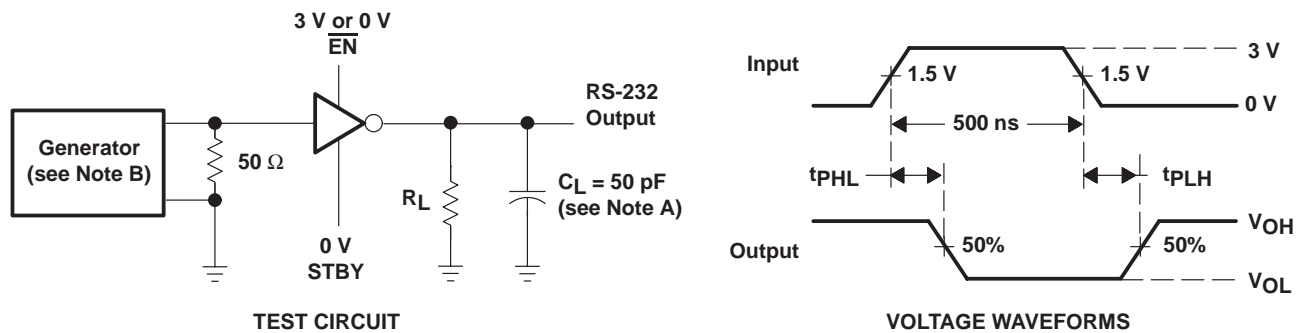 3 V or 0 V
EN
Generator
(see Note B)
50 Ω
RS-232
Output
RL
CL = 50 pF
(see Note A)
0 V
STBY
TEST CIRCUIT
Input
3 V
1.5 V
1.5 V
0 V
500 ns
tPHL
tPLH
Output
VOH
50%
50%
VOL
VOLTAGE WAVEFORMS